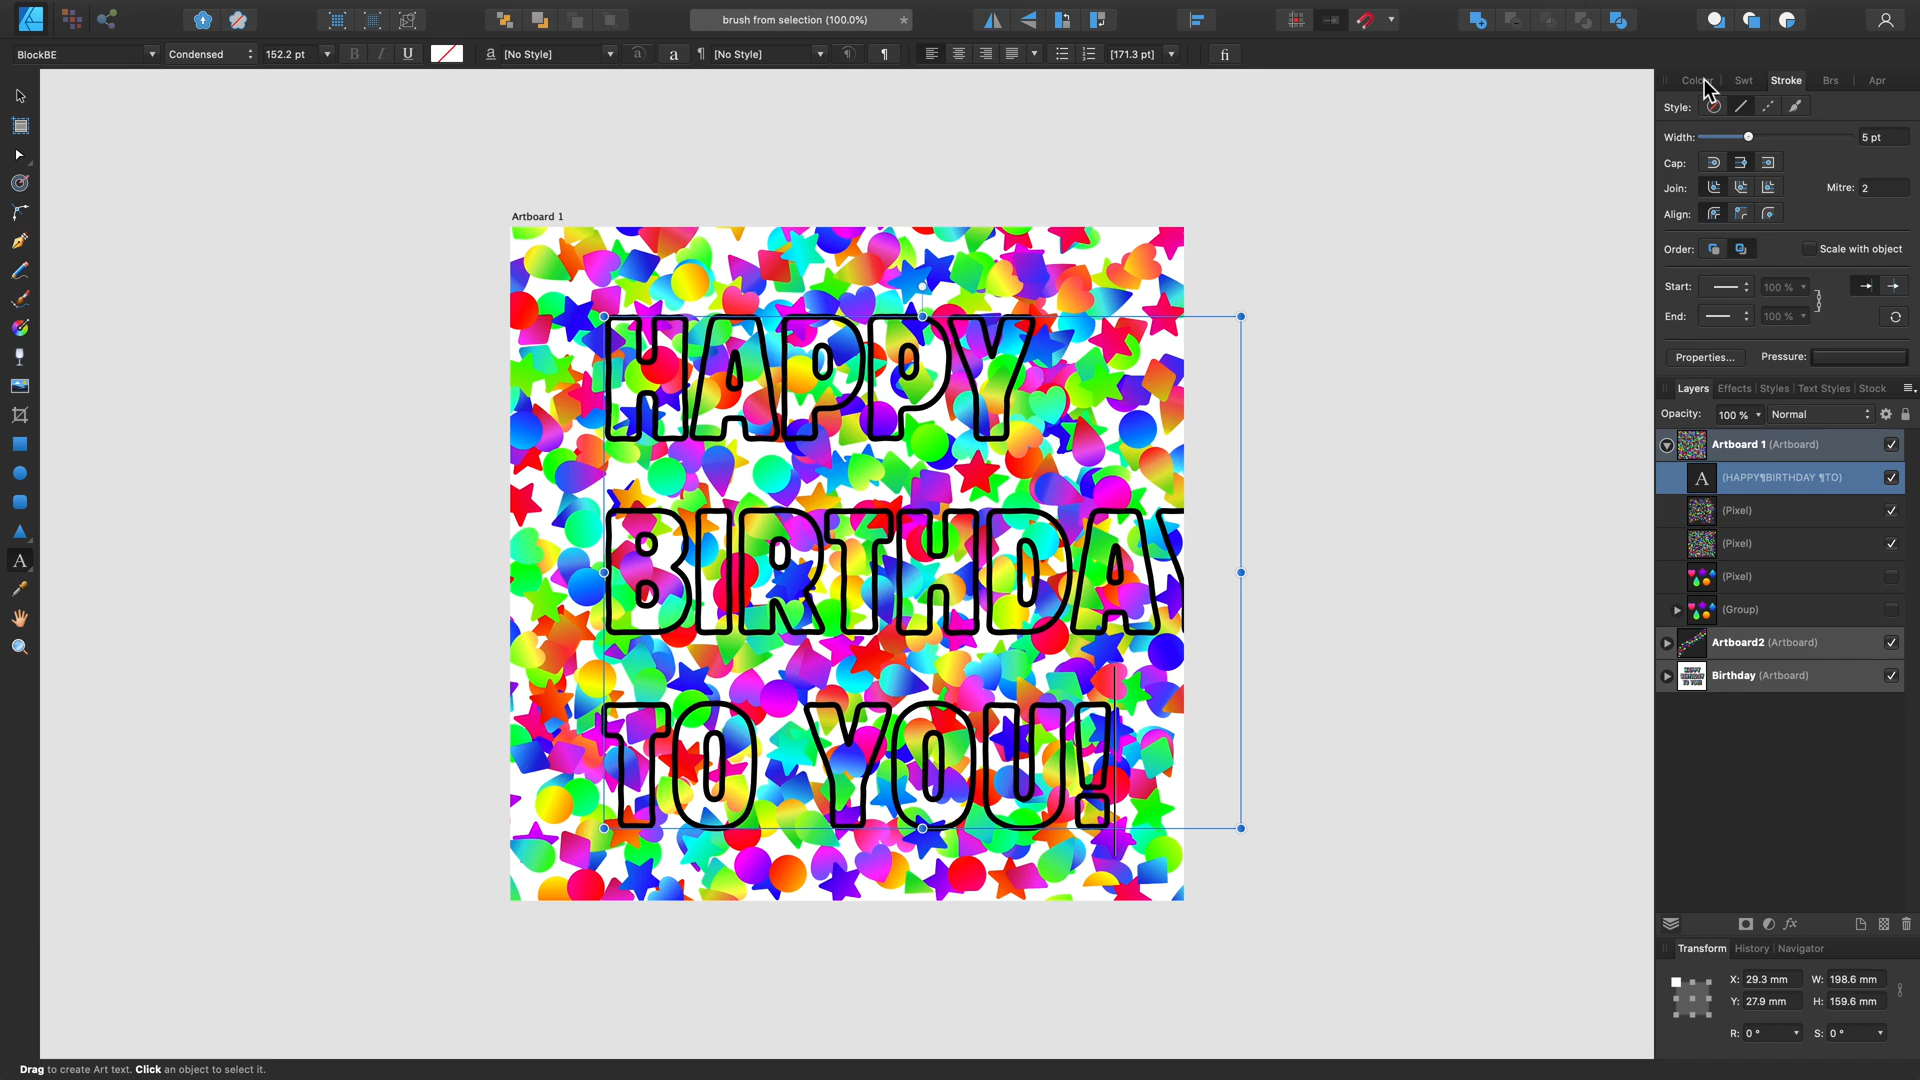 brush from selection (100.0%)
BlockBE Condensed 152.2 pt B I U a [No Style] a a ¶ [No Style] ¶ ¶ [171.3 pt] fi
Colour Swt Stroke Brs Apr
Style:
Width: 5 pt
Cap:
Join: Mitre: 2
Align:
Order: Scale with object
Start: 100 %
End: 100 %
Properties... Pressure:
Layers Effects Styles Text Styles Stock
Opacity: 100 % Normal
Artboard 1 (Artboard)
A (HAPPY¶BIRTHDAY ¶TO)
(Pixel)
(Pixel)
(Pixel)
(Group)
Artboard2 (Artboard)
Birthday (Artboard)
Artboard 1
HAPPY
BIRTHDAY
TO YOU!
Transform History Navigator
X: 29.3 mm W: 198.6 mm
Y: 27.9 mm H: 159.6 mm
R: 0 ° S: 0 °
Drag to create Art text. Click an object to select it.